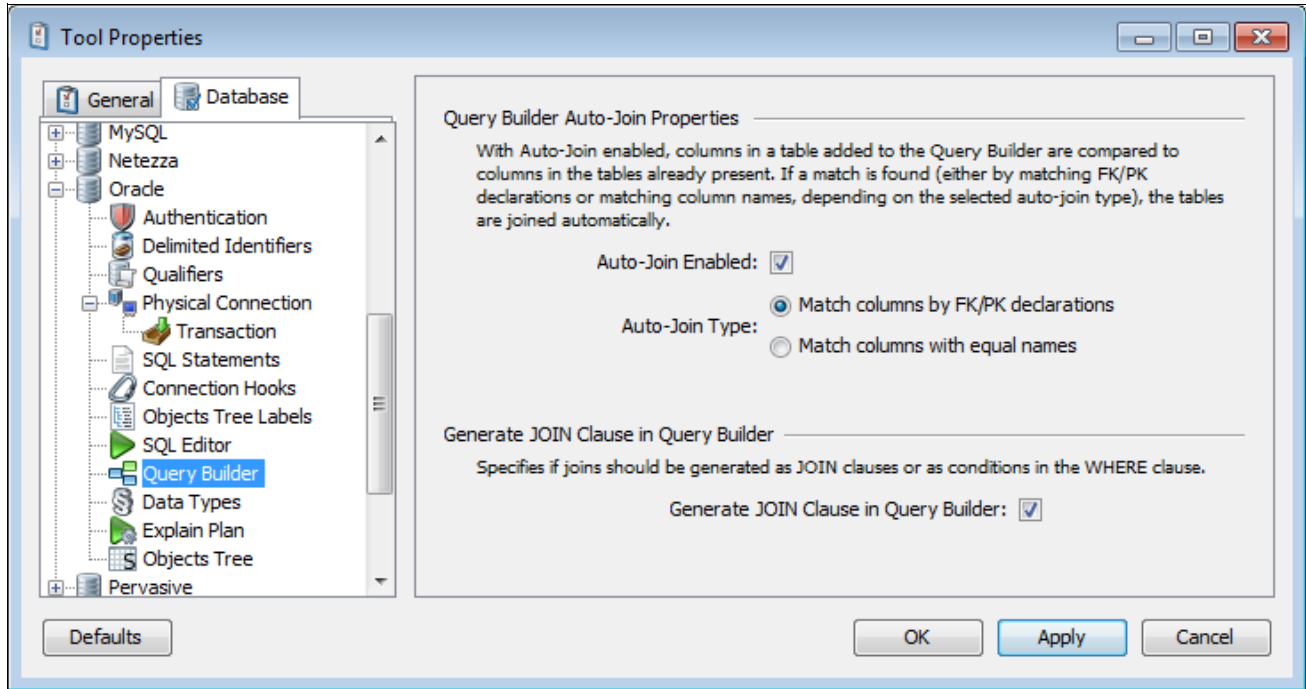 Tool Properties
General
Database
MySQL
Netezza
Oracle
Authentication
Delimited Identifiers
Qualifiers
Physical Connection
Transaction
SQL Statements
Connection Hooks
Objects Tree Labels
SQL Editor
Query Builder
Data Types
Explain Plan
Objects Tree
Pervasive
Query Builder Auto-Join Properties
With Auto-Join enabled, columns in a table added to the Query Builder are compared to
columns in the tables already present. If a match is found (either by matching FK/PK
declarations or matching column names, depending on the selected auto-join type), the tables
are joined automatically.
Auto-Join Enabled:
Auto-Join Type:
Match columns by FK/PK declarations
Match columns with equal names
Generate JOIN Clause in Query Builder
Specifies if joins should be generated as JOIN clauses or as conditions in the WHERE clause.
Generate JOIN Clause in Query Builder:
Defaults
OK
Apply
Cancel